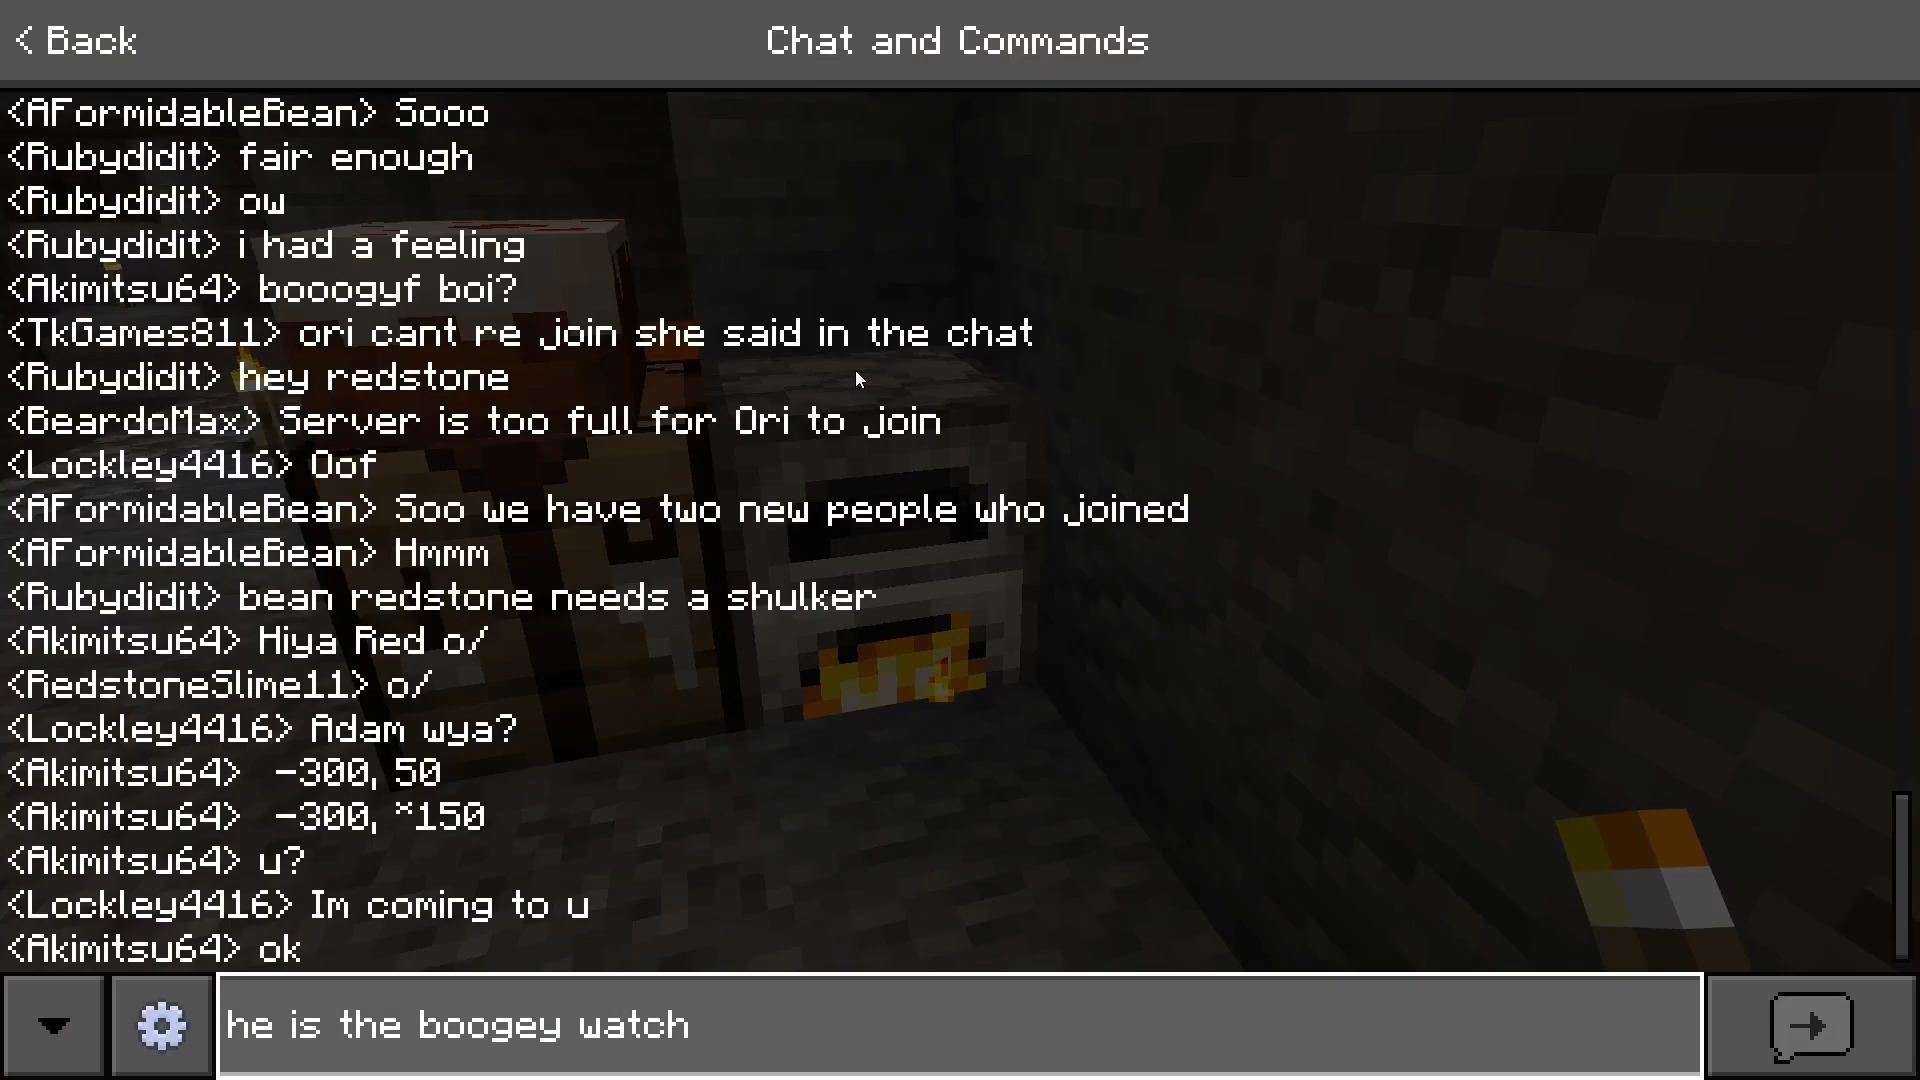 < Back
Chat and Commands
<AFormidableBean> Sooo
<Rubydidit> fair enough
<Rubydidit> ow
<Rubydidit> i had a feeling
<Akimitsu64> booogyf boi?
<TkGames811> ori cant re join she said in the chat
<Rubydidit> hey redstone
<BeardoMax> Server is too full for Ori to join
<Lockley4416> Oof
<AFormidableBean> Soo we have two new people who joined
<AFormidableBean> Hmmm
<Rubydidit> bean redstone needs a shulker
<Akimitsu64> Hiya Red o/
<RedstoneSlime11> o/
<Lockley4416> Adam wya?
<Akimitsu64> -300, 50
<Akimitsu64> -300, *150
<Akimitsu64> u?
<Lockley4416> Im coming to u
<Akimitsu64> ok
he is the boogey watch